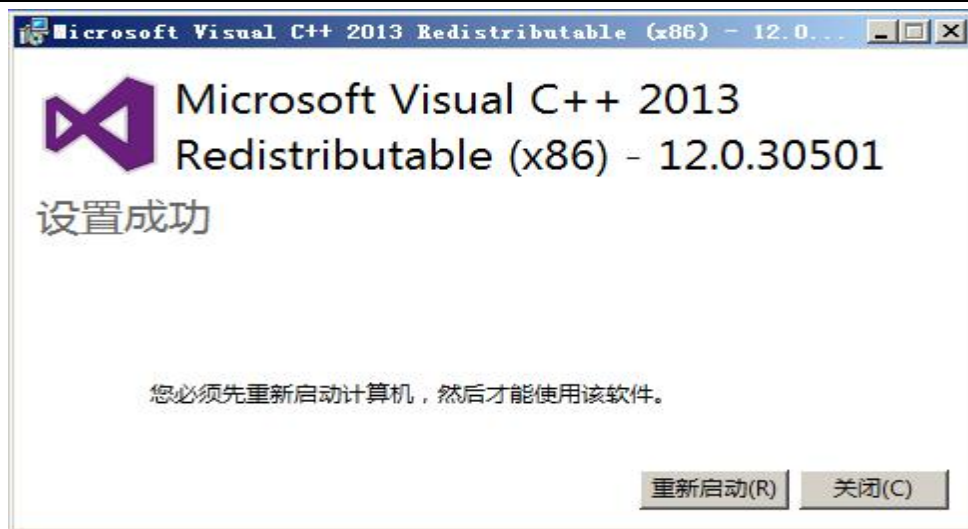 Microsoft Visual C++ 2013 Redistributable (x86) - 12.0...
Microsoft Visual C++ 2013
Redistributable (x86) - 12.0.30501
设置成功
您必须先重新启动计算机，然后才能使用该软件。
重新启动(R)
关闭(C)